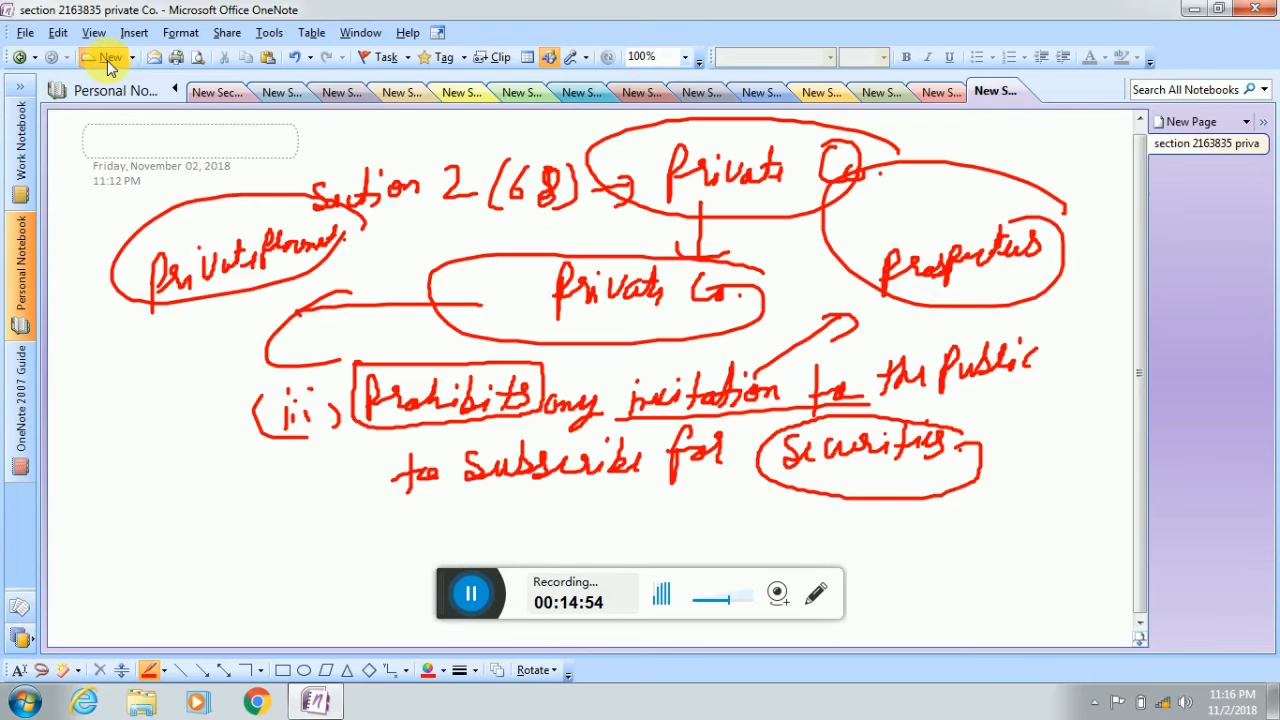 section 2163835 private Co. - Microsoft Office OneNote
File Edit View Insert Format Share Tools Table Window Help
New Task Tag Clip 100% B I U
Personal No... New Sec... New S... New S... New S... New S... New S... New S... New S... New S... New S... New S... New S... New S... New S... Search All Notebooks
New Page
section 2163835 priva
Work Notebook
Personal Notebook
OneNote 2007 Guide
Friday, November 02, 2018
11:12 PM
Section 2 (68) → Private Co.
Private
Prospectus
Private Co.
(iii) Prohibits any invitation to the Public
to subscribe for Securities.
Recording...
00:14:54
Rotate
11:16 PM
11/2/2018